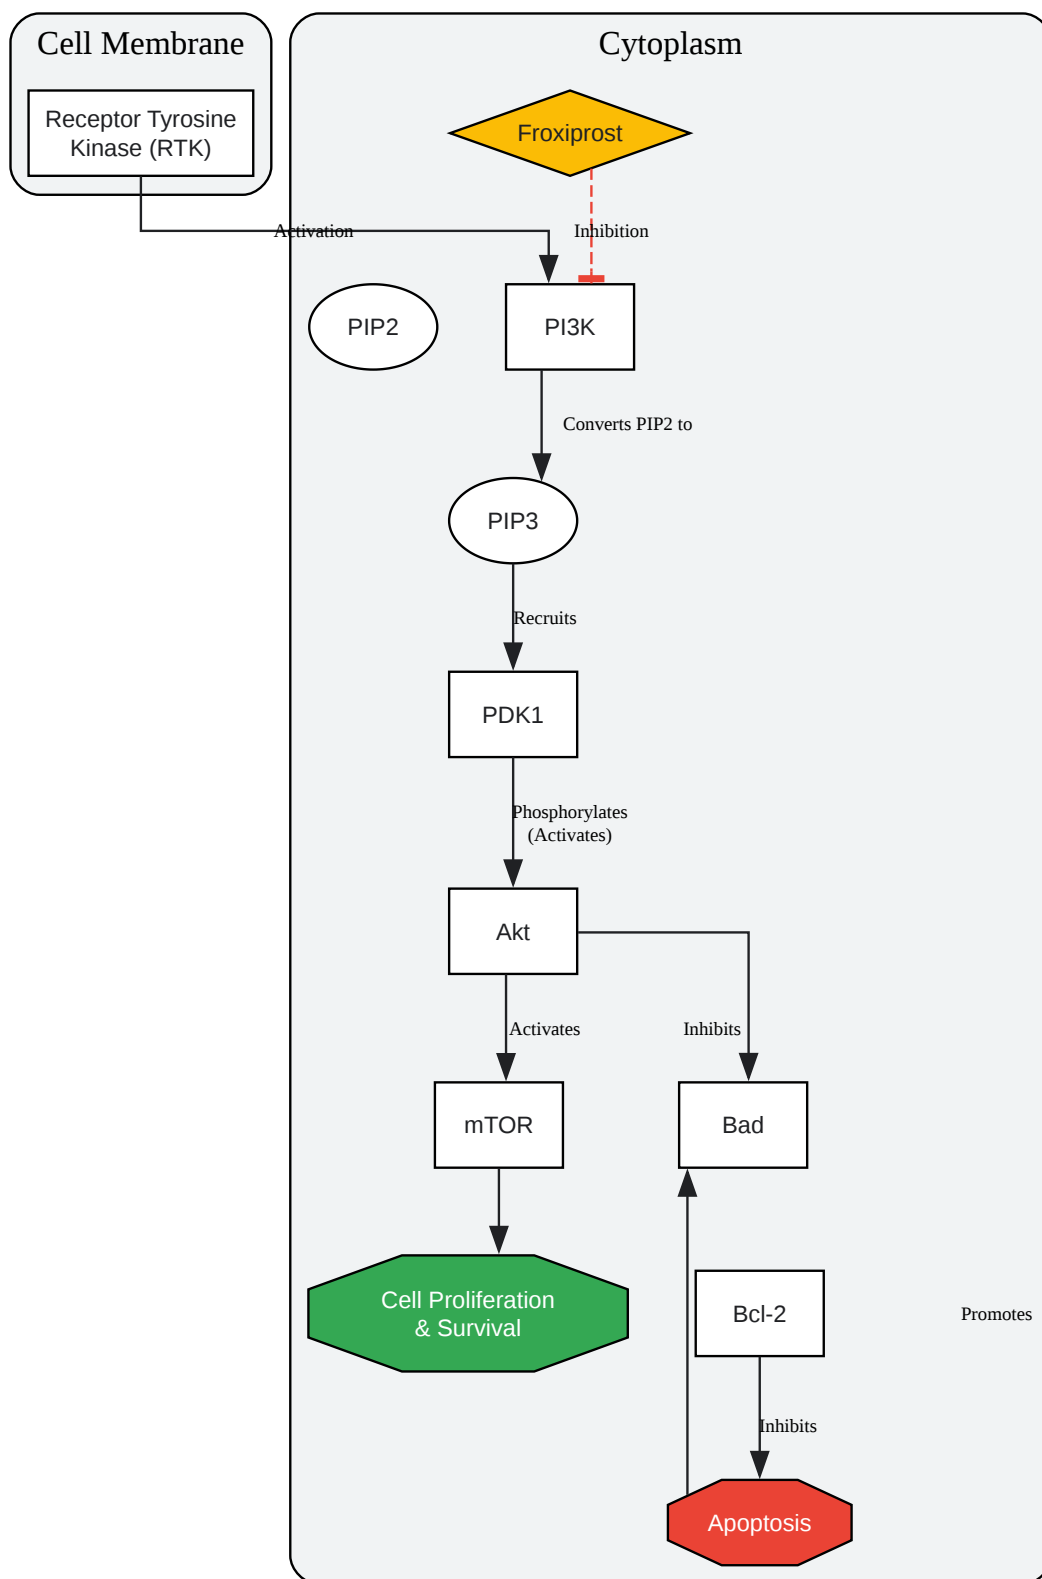 Cell Membrane
Cytoplasm
Receptor Tyrosine
Kinase (RTK)
Froxiprost
Activation
Inhibition
PIP2
PI3K
Converts PIP2 to
PIP3
Recruits
PDK1
Phosphorylates
(Activates)
Akt
Activates
Inhibits
mTOR
Bad
Cell Proliferation
& Survival
Bcl-2
Promotes
Inhibits
Apoptosis